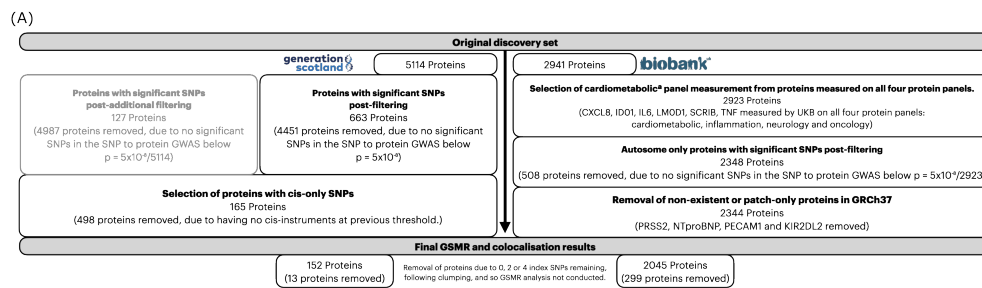 (A)
Original discovery set
generation
scotland
5114 Proteins
2941 Proteins
biobank
Proteins with significant SNPs
post-additional filtering
127 Proteins
(4987 proteins removed, due to no significant
SNPs in the SNP to protein GWAS below
p = 5x10⁻⁸/5114)
Proteins with significant SNPs
post-filtering
663 Proteins
(4451 proteins removed, due to no significant
SNPs in the SNP to protein GWAS below
p = 5x10⁻⁸)
Selection of proteins with cis-only SNPs
165 Proteins
(498 proteins removed, due to having no cis-instruments at previous threshold.)
Selection of cardiometabolicᵃ panel measurement from proteins measured on all four protein panels.
2923 Proteins
(CXCL8, IDO1, IL6, LMOD1, SCRIB, TNF measured by UKB on all four protein panels:
cardiometabolic, inflammation, neurology and oncology)
Autosome only proteins with significant SNPs post-filtering
2348 Proteins
(508 proteins removed, due to no significant SNPs in the SNP to protein GWAS below p = 5x10⁻⁸/2923
Removal of non-existent or patch-only proteins in GRCh37
2344 Proteins
(PRSS2, NTproBNP, PECAM1 and KIR2DL2 removed)
Final GSMR and colocalisation results
152 Proteins
(13 proteins removed)
Removal of proteins due to 0, 2 or 4 index SNPs remaining,
following clumping, and so GSMR analysis not conducted.
2045 Proteins
(299 proteins removed)